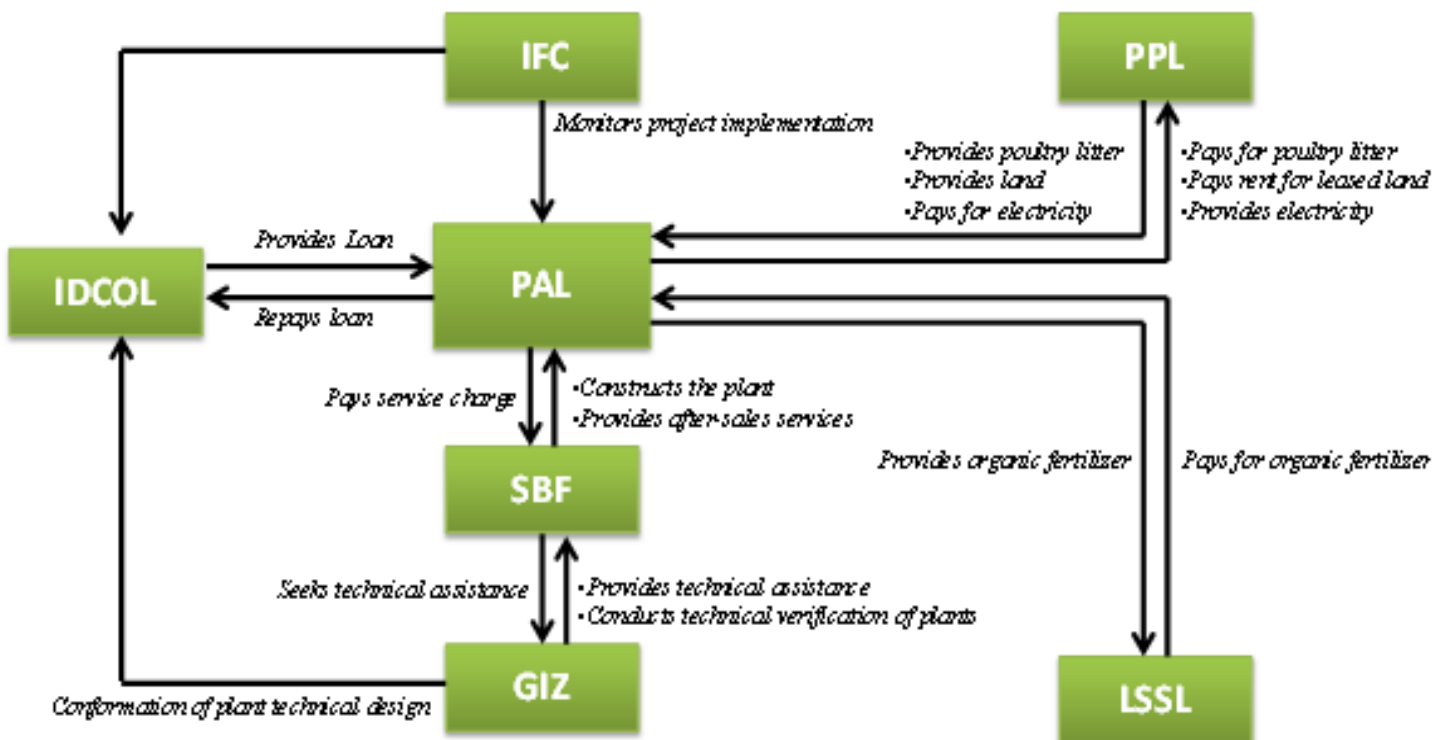 IFC
PPL
Monitors project implementation
•Provides poultry litter
•Provides land
•Pays for electricity
•Pays for poultry litter
•Pays rent for leased land
•Provides electricity
Provides Loan
IDCOL
PAL
Repays loan
Pays service charge
•Constructs the plant
•Provides after-sales services
Provides organic fertilizer
Pays for organic fertilizer
SBF
Seeks technical assistance
•Provides technical assistance
•Conducts technical verification of plants
GIZ
LSSL
Conformation of plant technical design